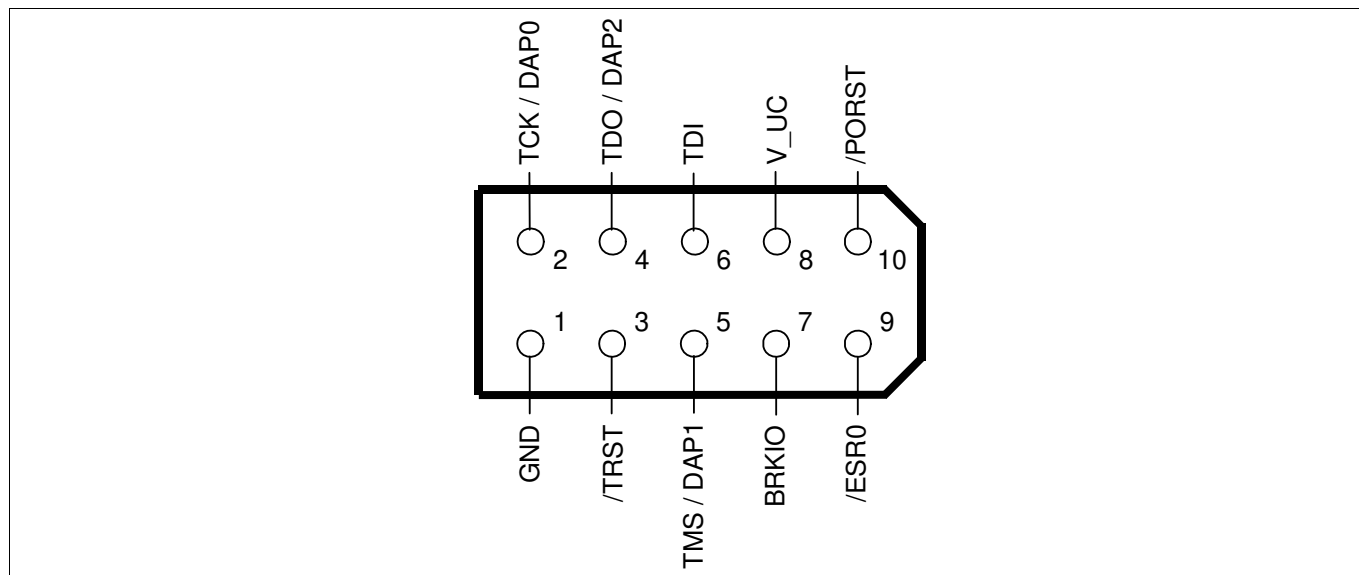 TCK / DAP0
TDO / DAP2
TDI
V_UC
/PORST
2
4
6
8
10
1
3
5
7
9
GND
/TRST
TMS / DAP1
BRKIO
/ESR0